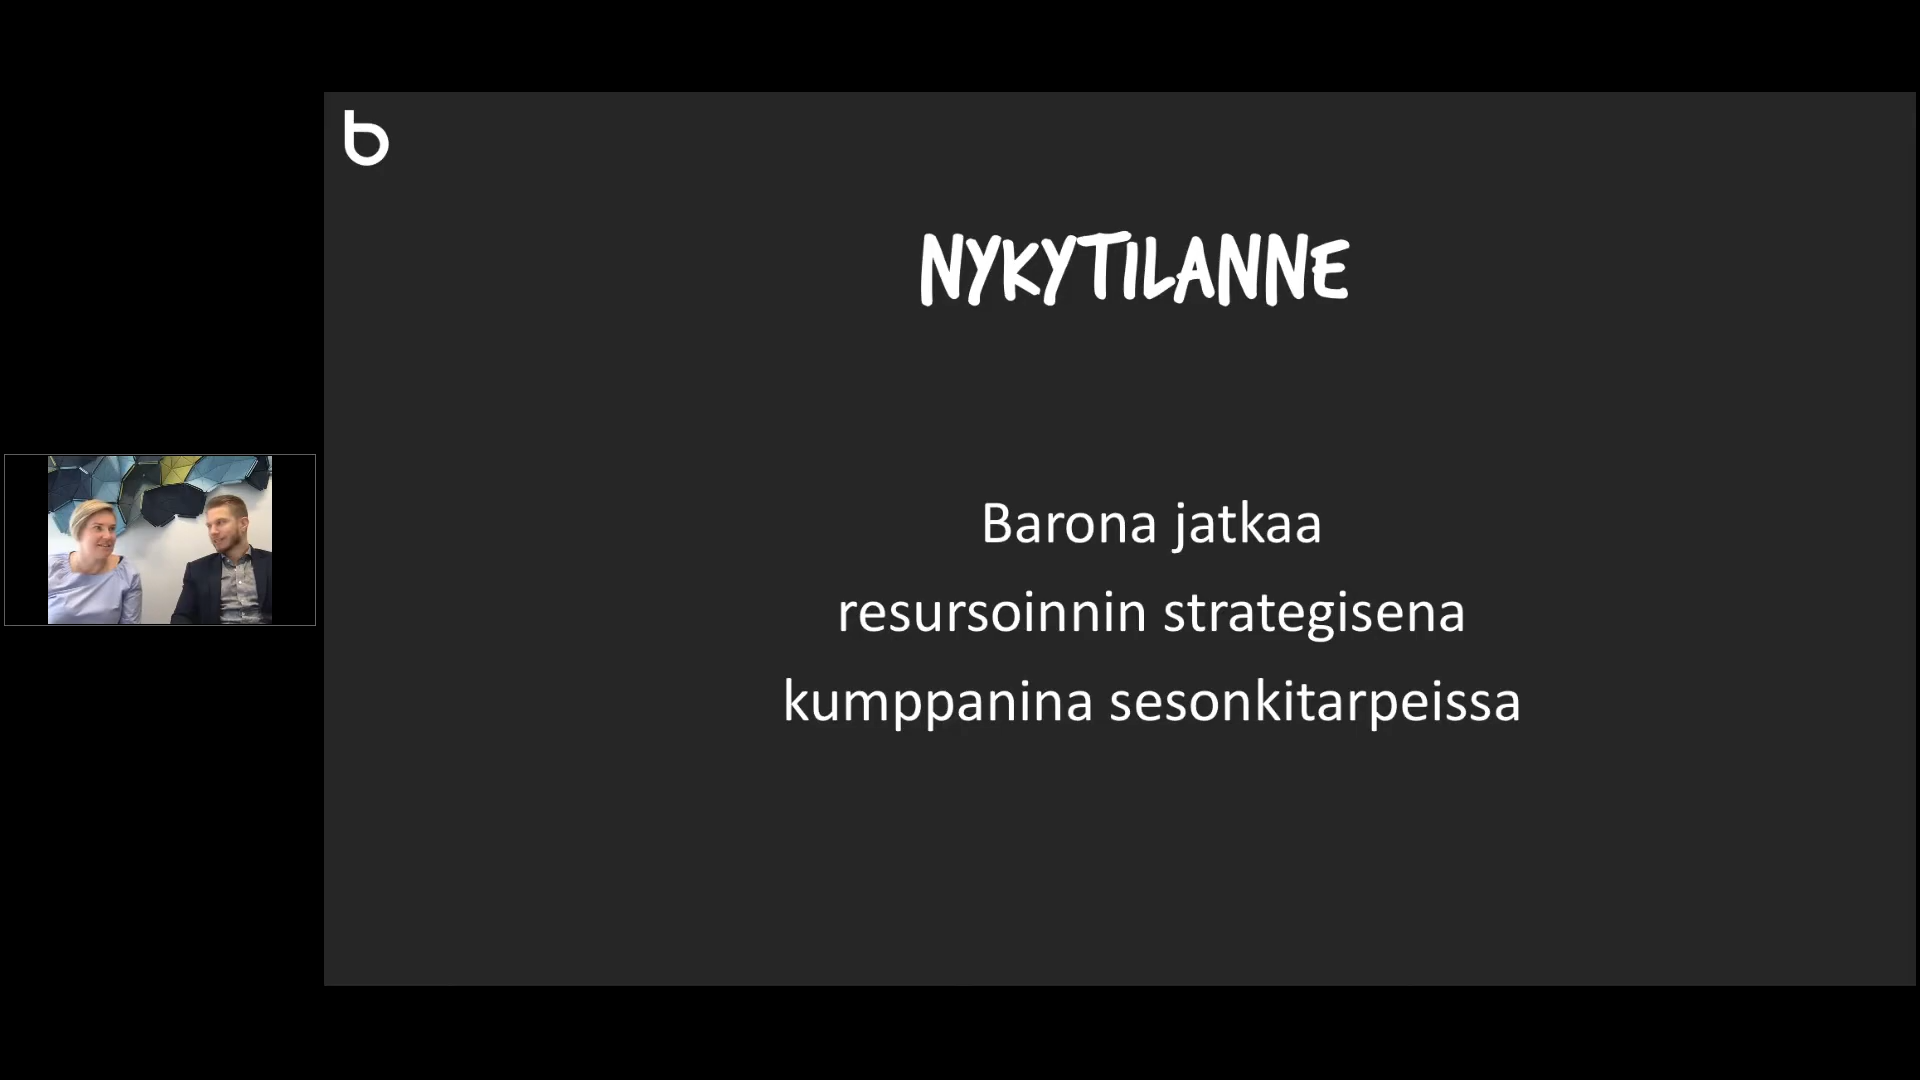 b
NYKYTILANNE
Barona jatkaa
resursoinnin strategisena
kumppanina sesonkitarpeissa